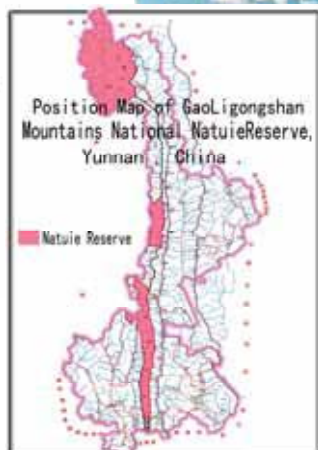 Position Map of GaoLigongshan
Mountains National NatuieReserve,
Yunnan , China
Natuie Reserve